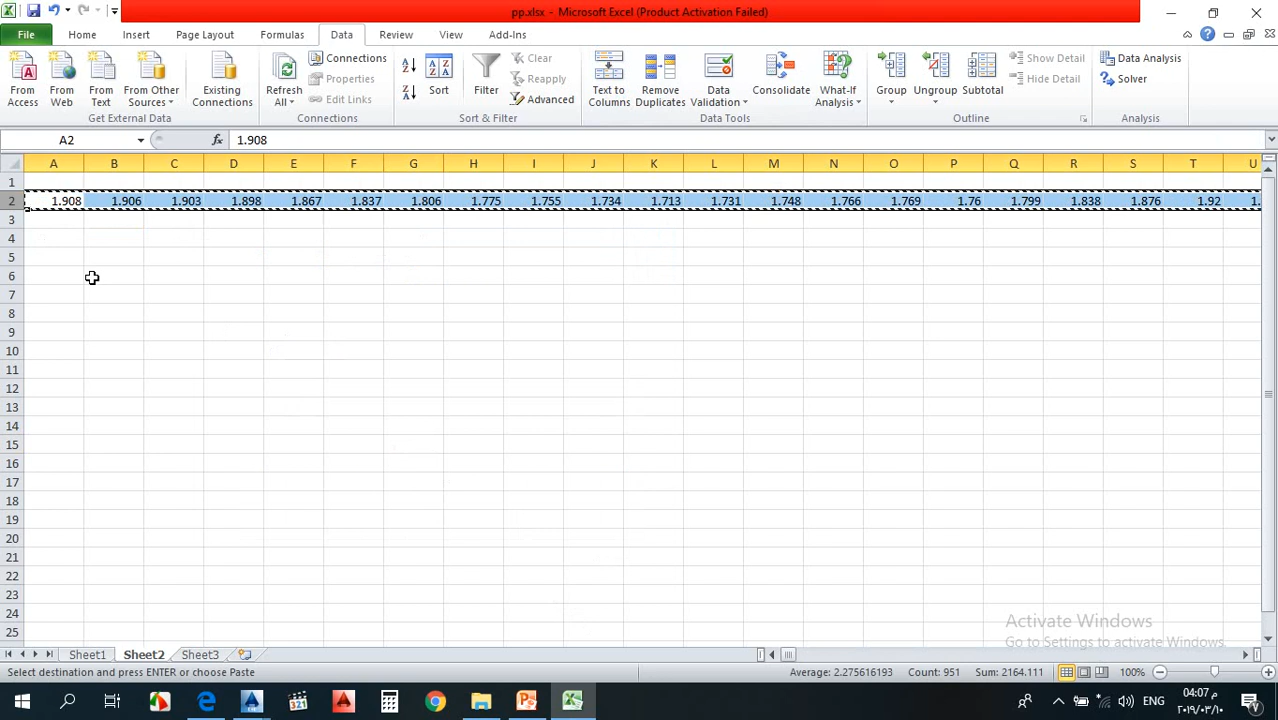 pp.xlsx - Microsoft Excel (Product Activation Failed)
File Home Insert Page Layout Formulas Data Review View Add-Ins
From Access
From Web
From Text
From Other Sources
Existing Connections
Get External Data
Refresh All
Connections
Properties
Edit Links
Connections
Sort
Filter
Clear
Reapply
Advanced
Sort & Filter
Text to Columns
Remove Duplicates
Data Validation
Consolidate
What-If Analysis
Data Tools
Group
Ungroup
Subtotal
Show Detail
Hide Detail
Outline
Data Analysis
Solver
Analysis
A2 fx 1.908
A B C D E F G H I J K L M N O P Q R S T U
1
2 1.908 1.906 1.903 1.898 1.867 1.837 1.806 1.775 1.755 1.734 1.713 1.731 1.748 1.766 1.769 1.76 1.799 1.838 1.876 1.92 1.
3
4
5
6
7
8
9
10
11
12
13
14
15
16
17
18
19
20
21
22
23
24
25
Activate Windows
Go to Settings to activate Windows.
Sheet1 Sheet2 Sheet3
Select destination and press ENTER or choose Paste Average: 2.275616193 Count: 951 Sum: 2164.111 100%
321
ENG
04:07 م
٢٠١٩/٠٣/١٠